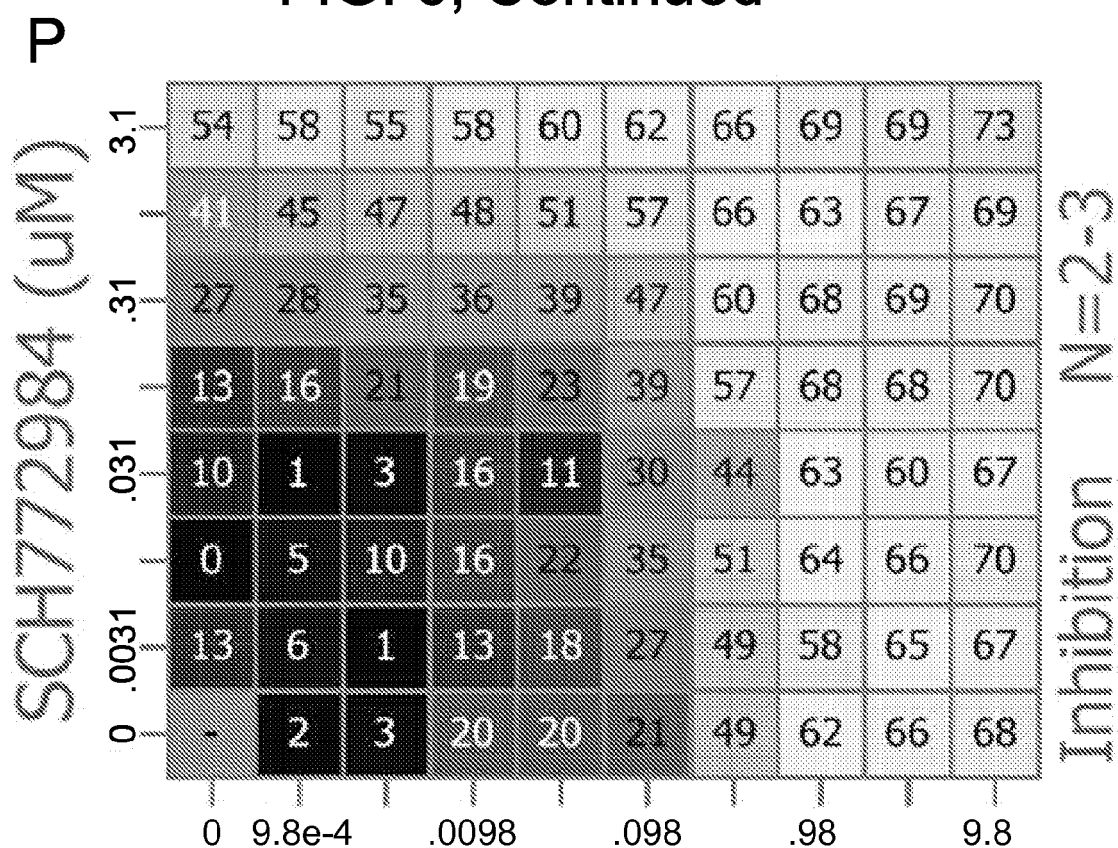 FIG. 6, Continued
P
SCH772984 (uM)
3.1 54 58 55 58 60 62 66 69 69 73
41 45 47 48 51 57 66 63 67 69
.31 27 28 35 36 39 47 60 68 69 70
13 16 21 19 23 39 57 68 68 70
.031 10 1 3 16 11 30 44 63 60 67
0 5 10 16 22 35 51 64 66 70
.0031 13 6 1 13 18 27 49 58 65 67
0 - 2 3 20 20 21 49 62 66 68
0 9.8e-4 .0098 .098 .98 9.8
Inhibition N=2-3